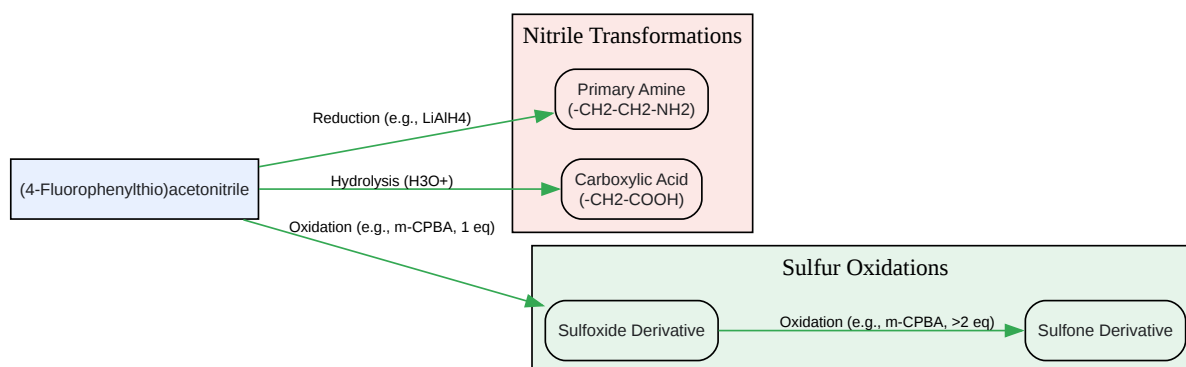 Nitrile Transformations
Primary Amine
(-CH2-CH2-NH2)
Reduction (e.g., LiAlH4)
(4-Fluorophenylthio)acetonitrile
Hydrolysis (H3O+)
Carboxylic Acid
(-CH2-COOH)
Oxidation (e.g., m-CPBA, 1 eq)
Sulfur Oxidations
Sulfoxide Derivative
Oxidation (e.g., m-CPBA, >2 eq)
Sulfone Derivative